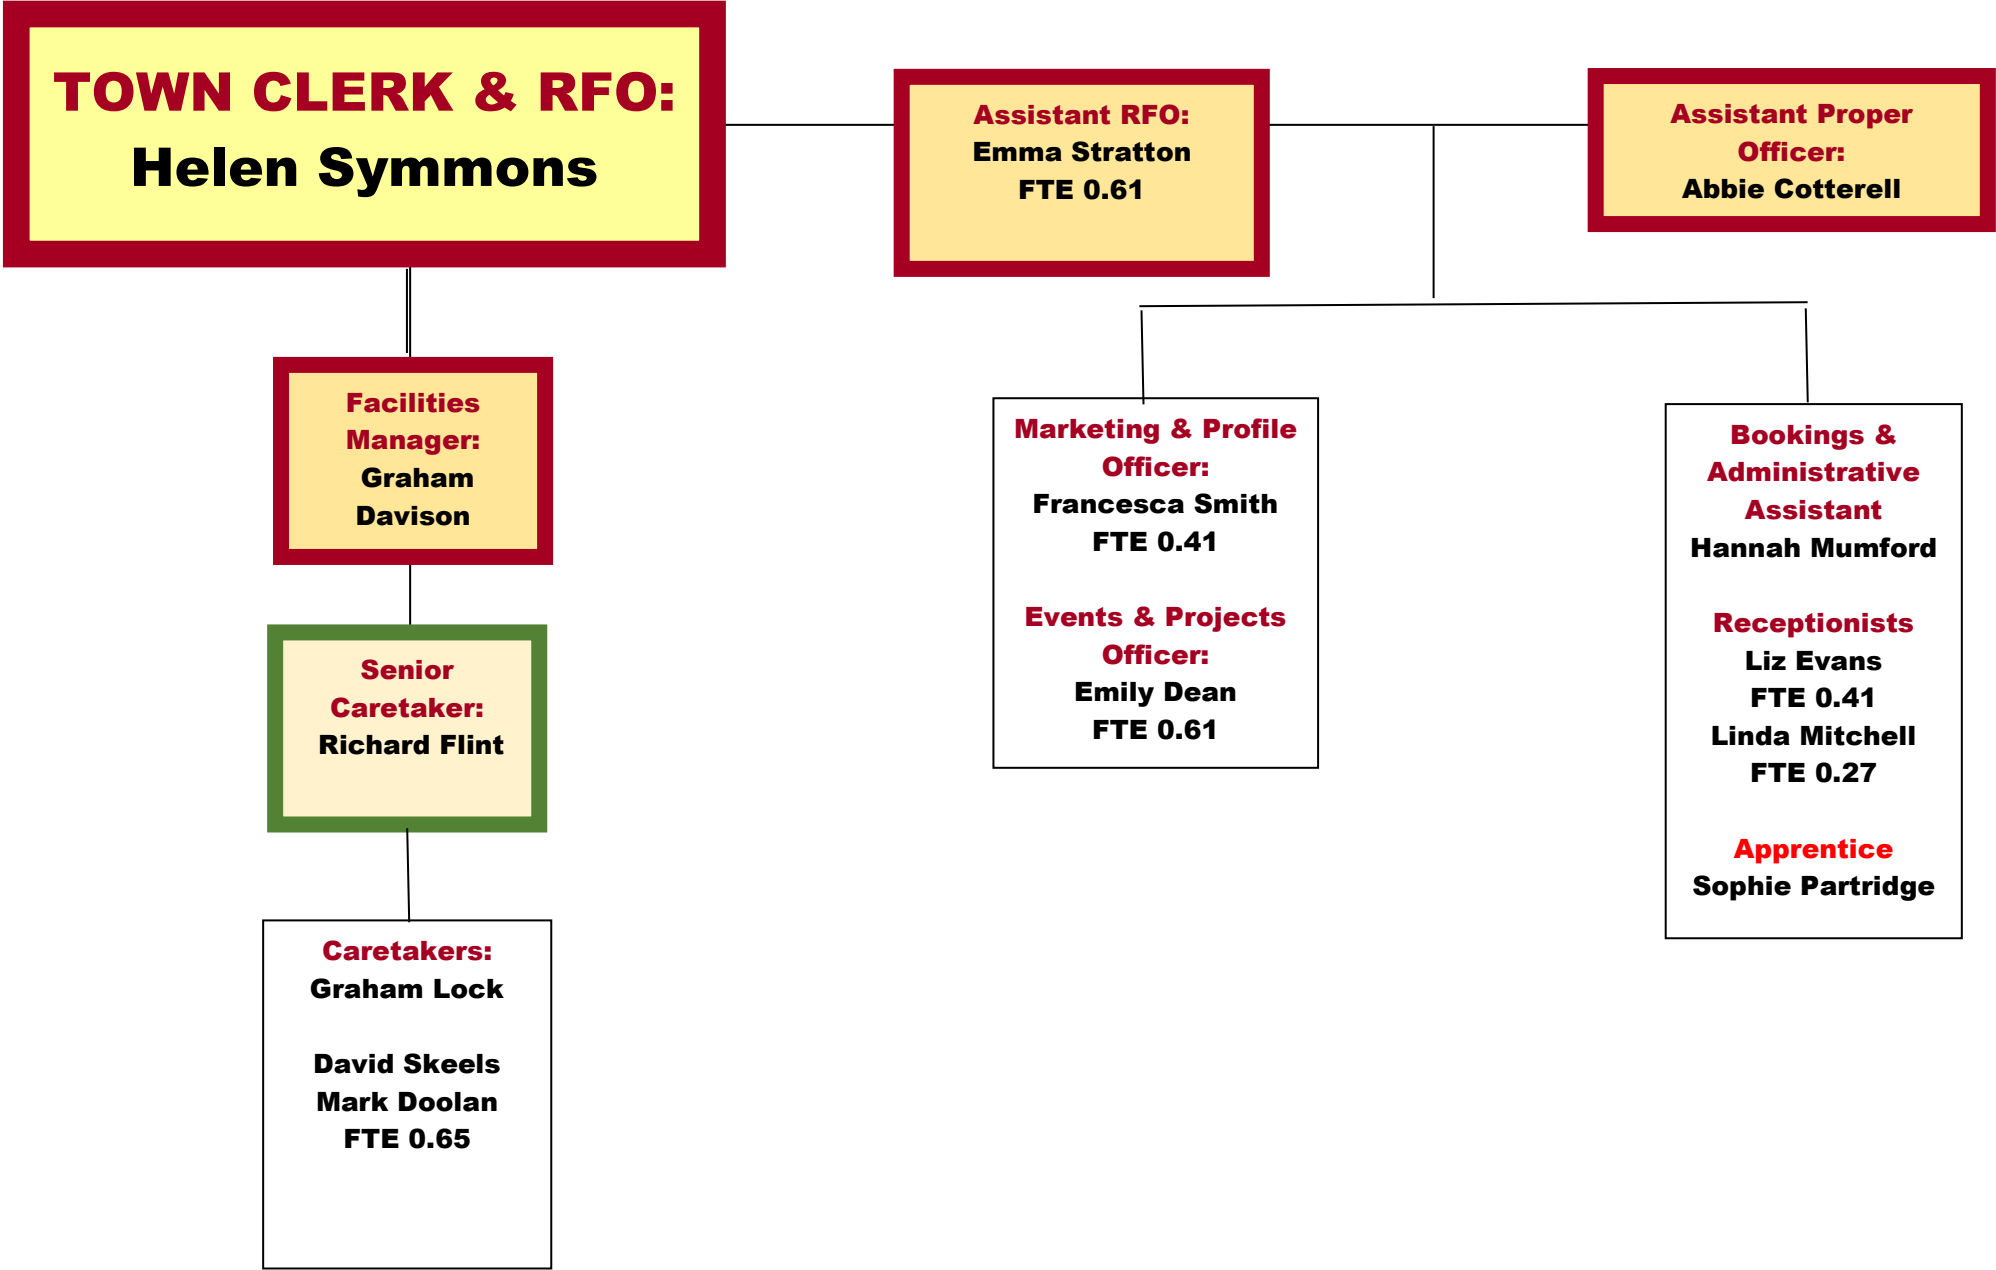 TOWN CLERK & RFO:
Helen Symmons
Assistant RFO:
Emma Stratton
FTE 0.61
Assistant Proper
Officer:
Abbie Cotterell
Facilities
Manager:
Graham
Davison
Senior
Caretaker:
Richard Flint
Caretakers:
Graham Lock
David Skeels
Mark Doolan
FTE 0.65
Marketing & Profile
Officer:
Francesca Smith
FTE 0.41
Events & Projects
Officer:
Emily Dean
FTE 0.61
Bookings &
Administrative
Assistant
Hannah Mumford
Receptionists
Liz Evans
FTE 0.41
Linda Mitchell
FTE 0.27
Apprentice
Sophie Partridge